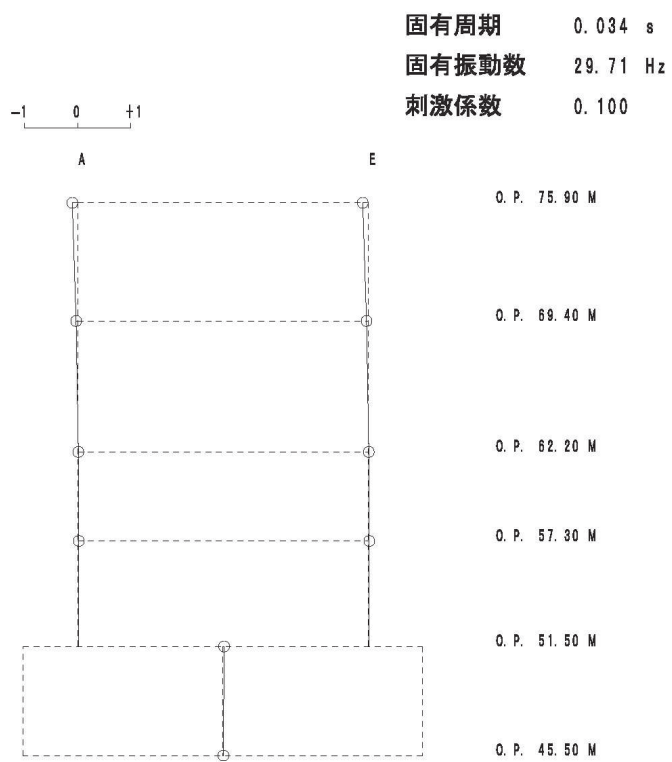 固有周期 0.034 s
固有振動数 29.71 Hz
刺激係数 0.100
-1 0 +1
A E
O.P. 75.90 M
O.P. 69.40 M
O.P. 62.20 M
O.P. 57.30 M
O.P. 51.50 M
O.P. 45.50 M